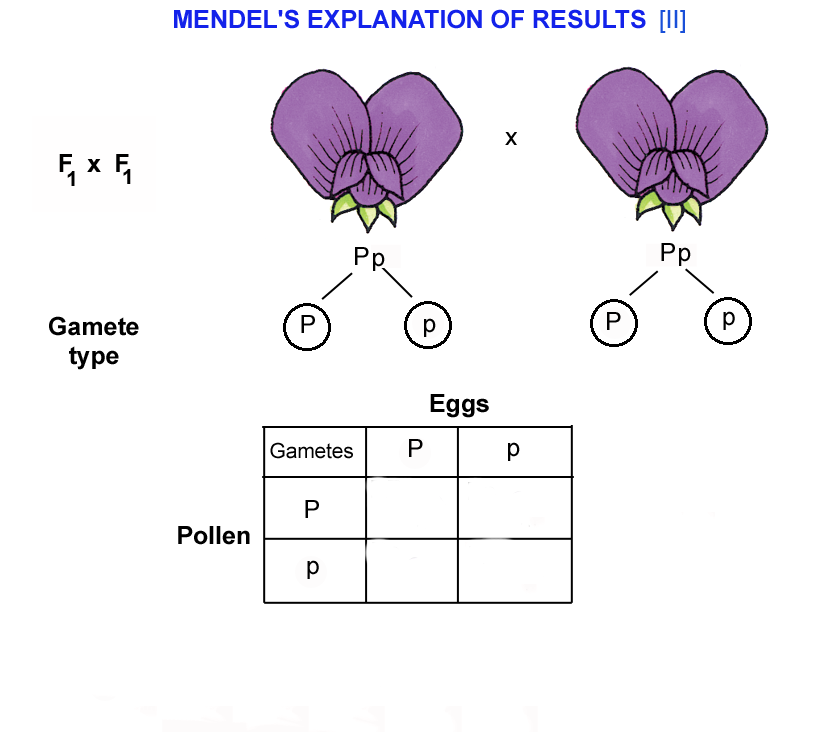 MENDEL'S EXPLANATION OF RESULTS [II]
x
F1 x F1
Pp
Pp
P
p
P
p
Gamete
type
Eggs
Gametes P p
P
Pollen
p